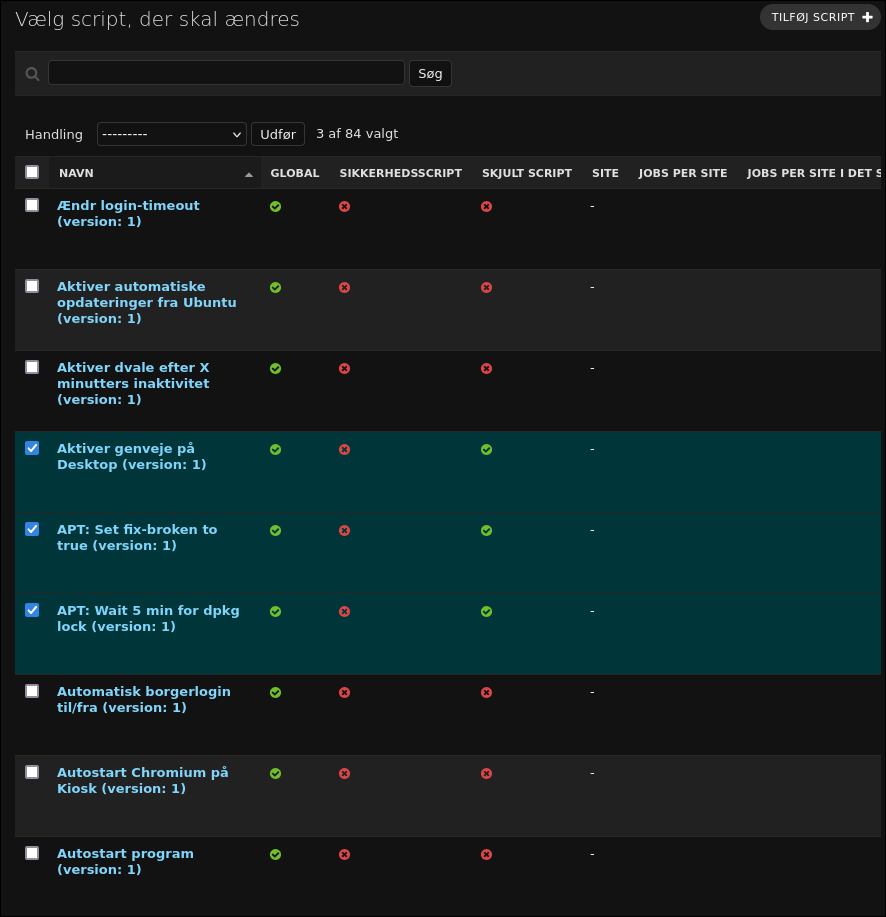 Vælg script, der skal ændres
TILFØJ SCRIPT
Søg
Handling
---------
Udfør
3 af 84 valgt
NAVN GLOBAL SIKKERHEDSSCRIPT SKJULT SCRIPT SITE JOBS PER SITE JOBS PER SITE I DET S
Ændr login-timeout
(version: 1)
-
Aktiver automatiske
opdateringer fra Ubuntu
(version: 1)
-
Aktiver dvale efter X
minutters inaktivitet
(version: 1)
-
Aktiver genveje på
Desktop (version: 1)
-
APT: Set fix-broken to
true (version: 1)
-
APT: Wait 5 min for dpkg
lock (version: 1)
-
Automatisk borgerlogin
til/fra (version: 1)
-
Autostart Chromium på
Kiosk (version: 1)
-
Autostart program
(version: 1)
-